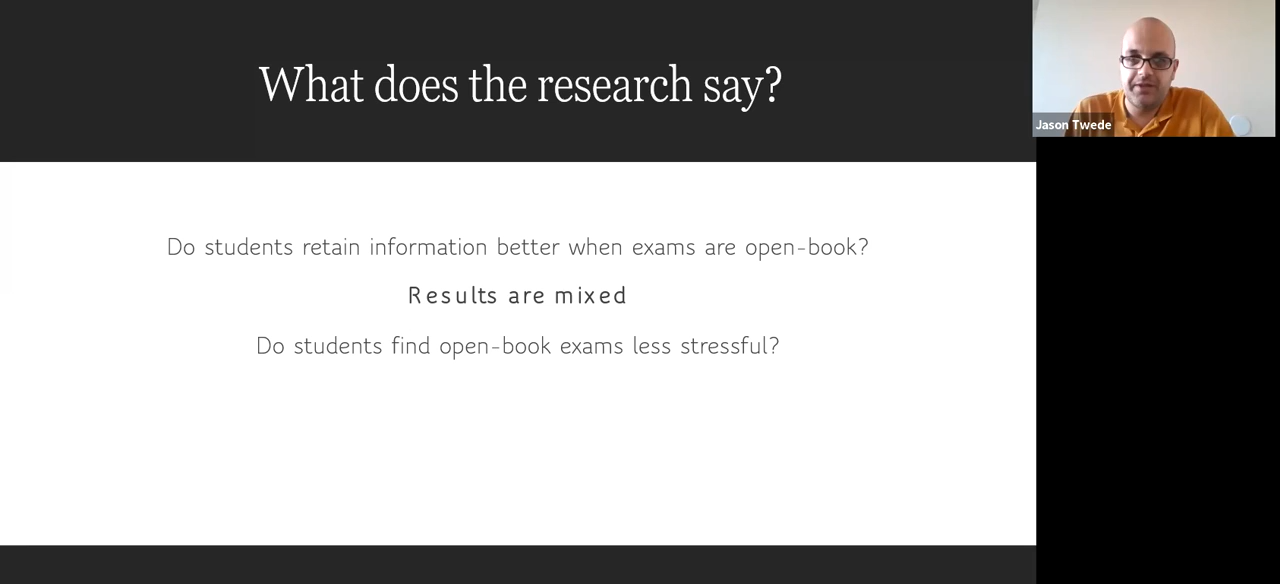 What does the research say?
Jason Twede
Do students retain information better when exams are open-book?
Results are mixed
Do students find open-book exams less stressful?